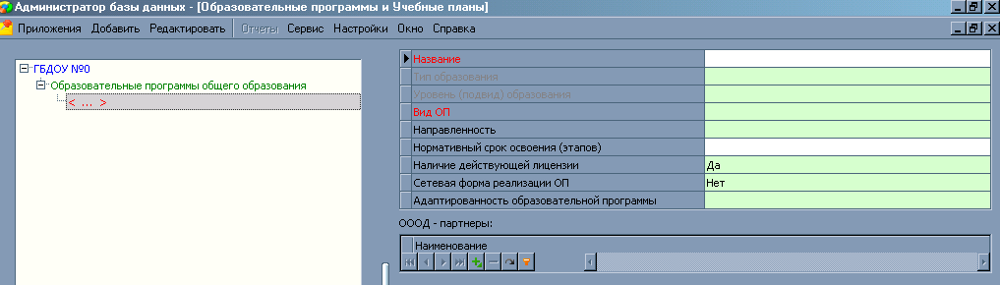 Администратор базы данных - [Образовательные программы и Учебные планы]
Приложения Добавить Редактировать Отчеты Сервис Настройки Окно Справка
ГБДОУ №0
Образовательные программы общего образования
< ... >
Название
Тип образования
Уровень (подвид) образования
Вид ОП
Направленность
Нормативный срок освоения (этапов)
Наличие действующей лицензии Да
Сетевая форма реализации ОП Нет
Адаптированность образовательной программы
ОООД - партнеры:
Наименование